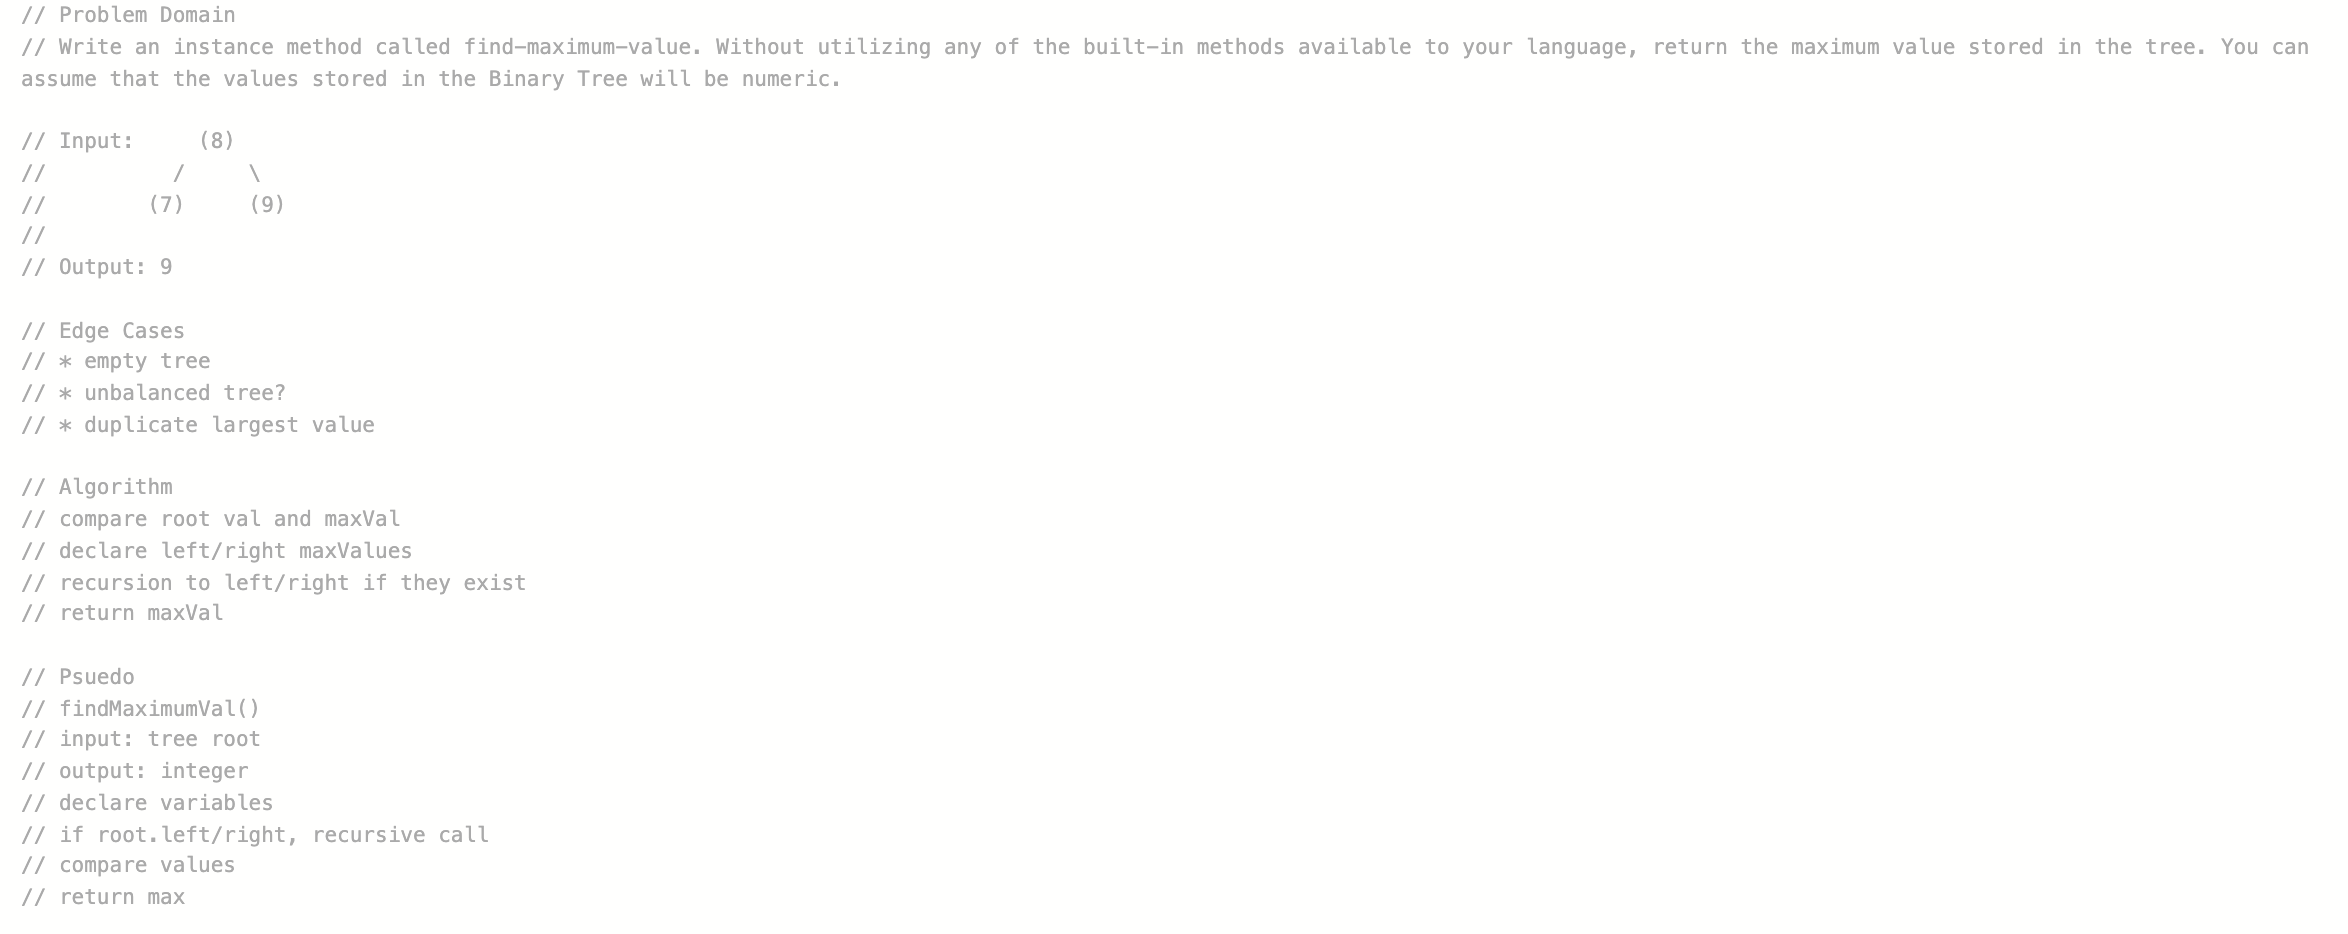 // Problem Domain
// Write an instance method called find-maximum-value. Without utilizing any of the built-in methods available to your language, return the maximum value stored in the tree. You can
assume that the values stored in the Binary Tree will be numeric.

// Input:     (8)
//          /     \
//        (7)     (9)
//
// Output: 9

// Edge Cases
// * empty tree
// * unbalanced tree?
// * duplicate largest value

// Algorithm
// compare root val and maxVal
// declare left/right maxValues
// recursion to left/right if they exist
// return maxVal

// Psuedo
// findMaximumVal()
// input: tree root
// output: integer
// declare variables
// if root.left/right, recursive call
// compare values
// return max